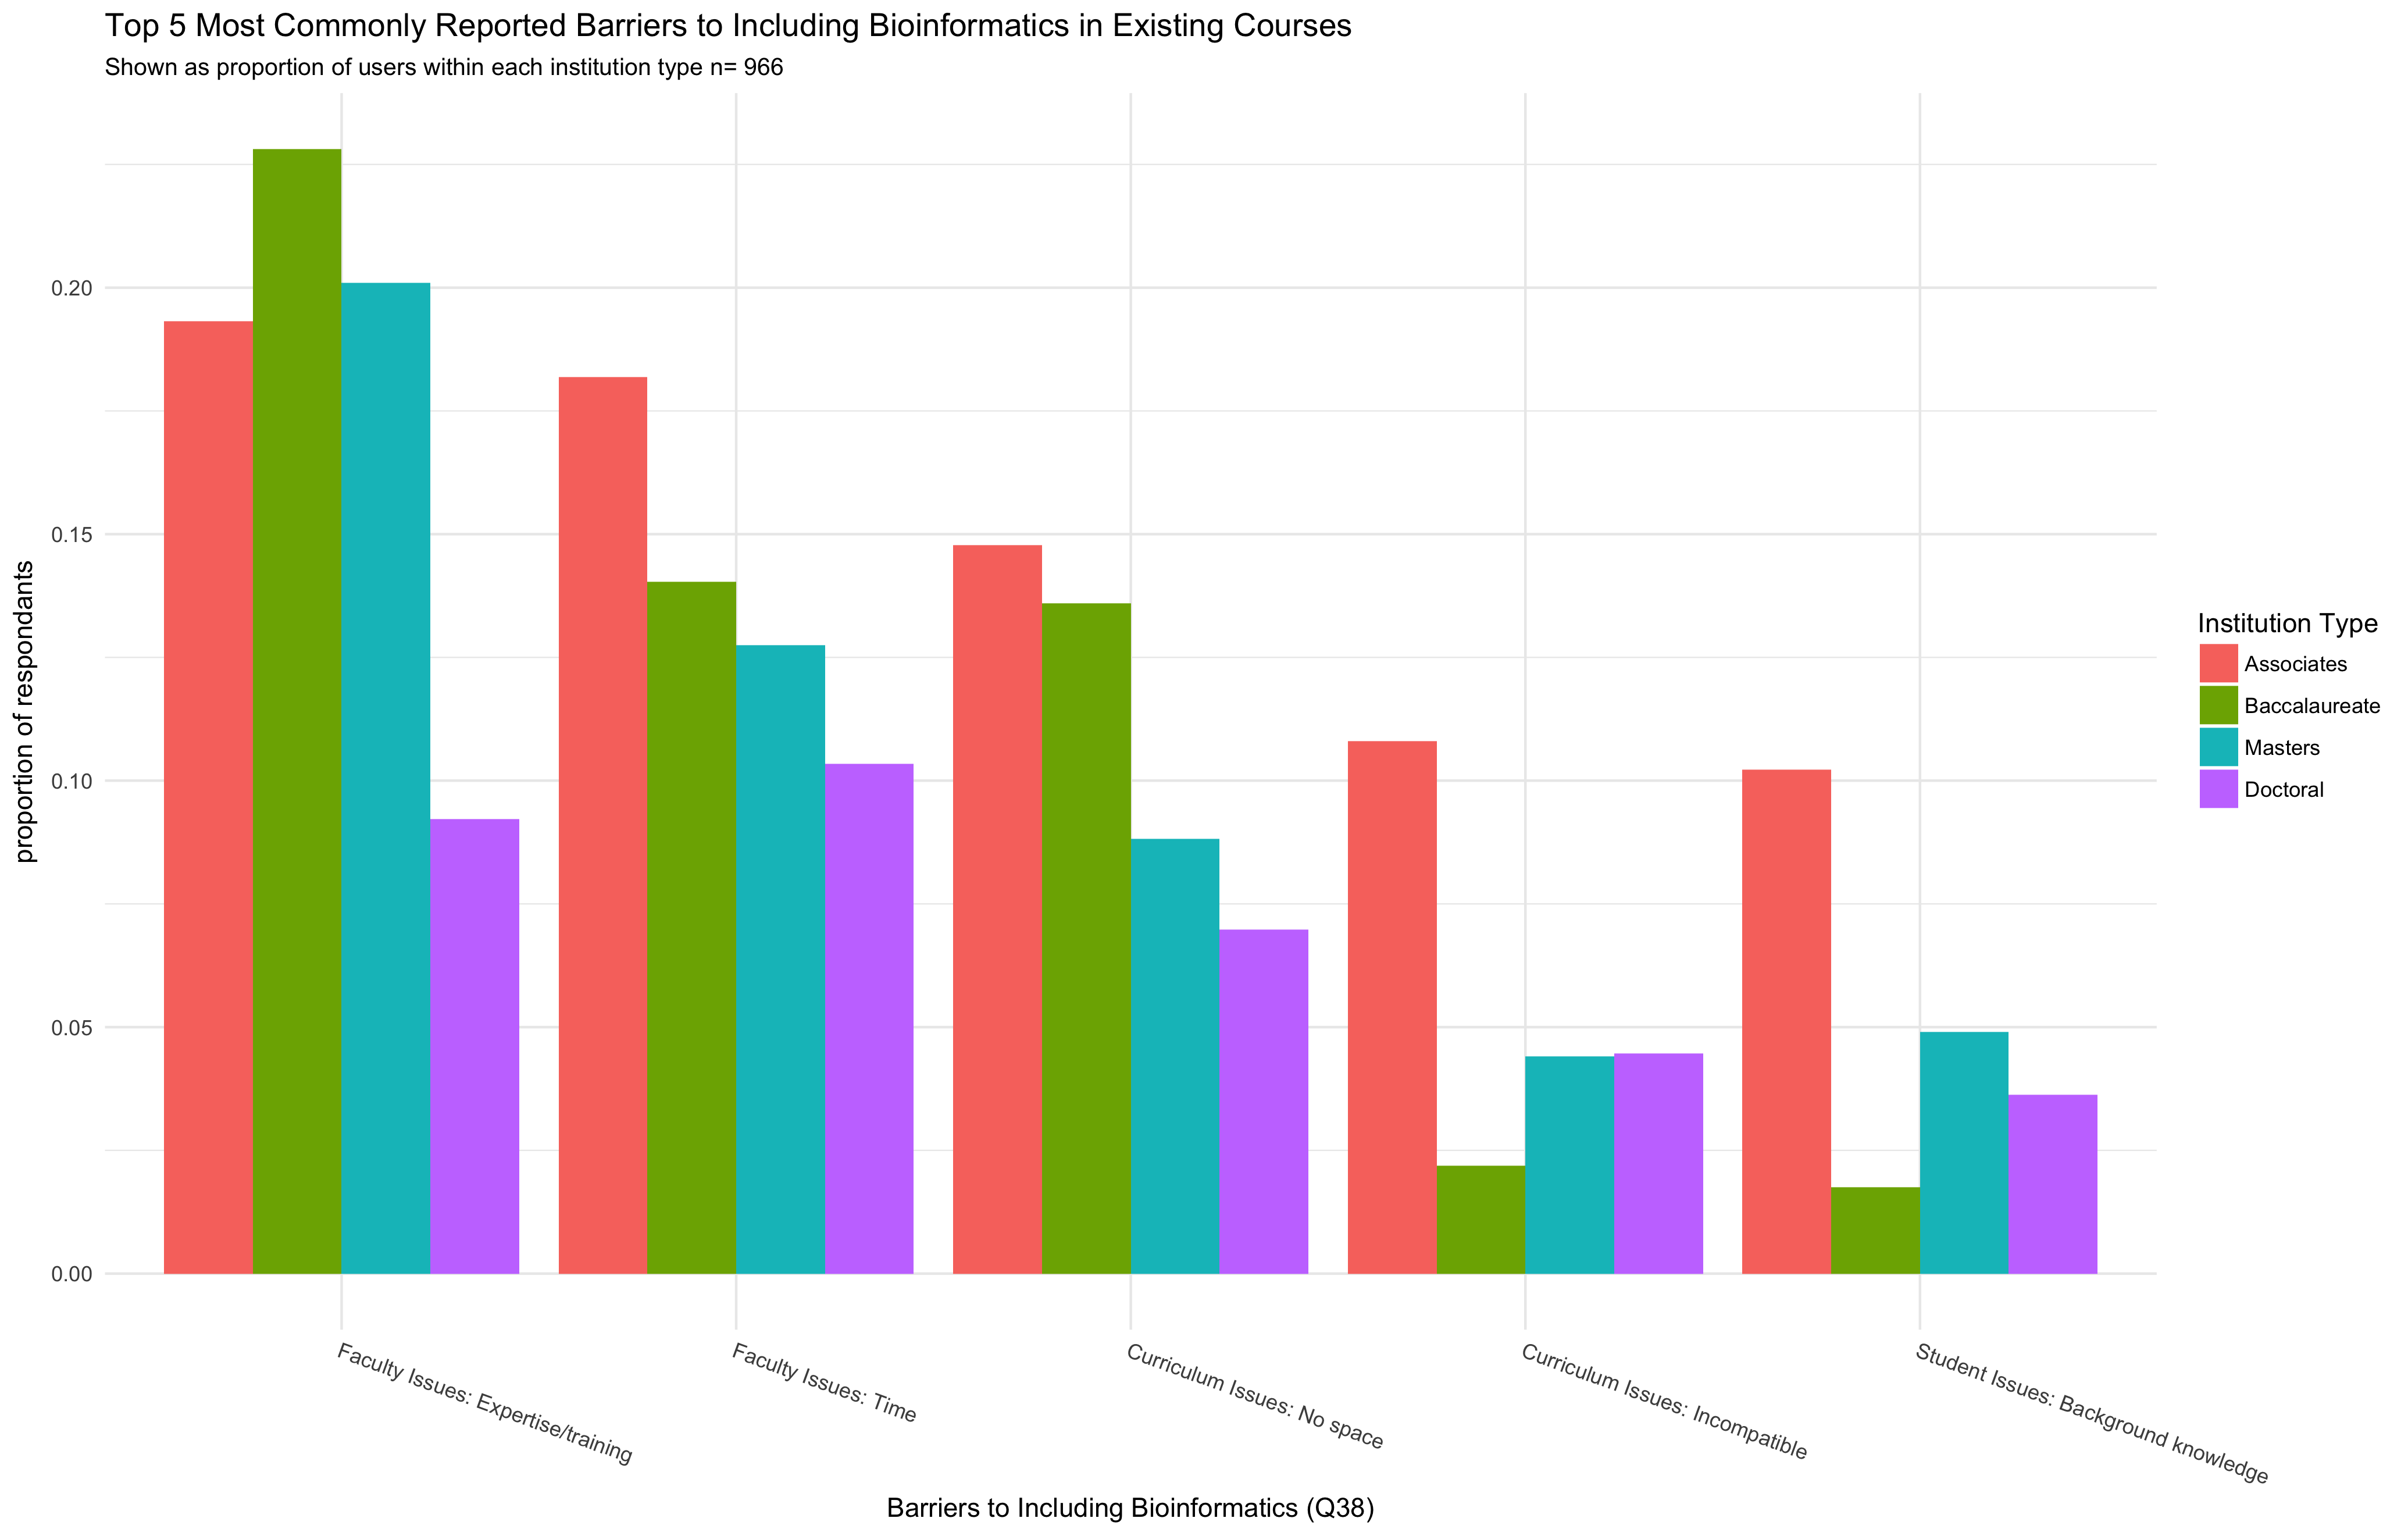 Top 5 Most Commonly Reported Barriers to Including Bioinformatics in Existing Courses
Shown as proportion of users within each institution type n= 966
proportion of respondants
0.20
0.15
0.10
0.05
0.00
Faculty Issues: Expertise/training
Faculty Issues: Time
Curriculum Issues: No space
Curriculum Issues: Incompatible
Student Issues: Background knowledge
Barriers to Including Bioinformatics (Q38)
Institution Type
Associates
Baccalaureate
Masters
Doctoral